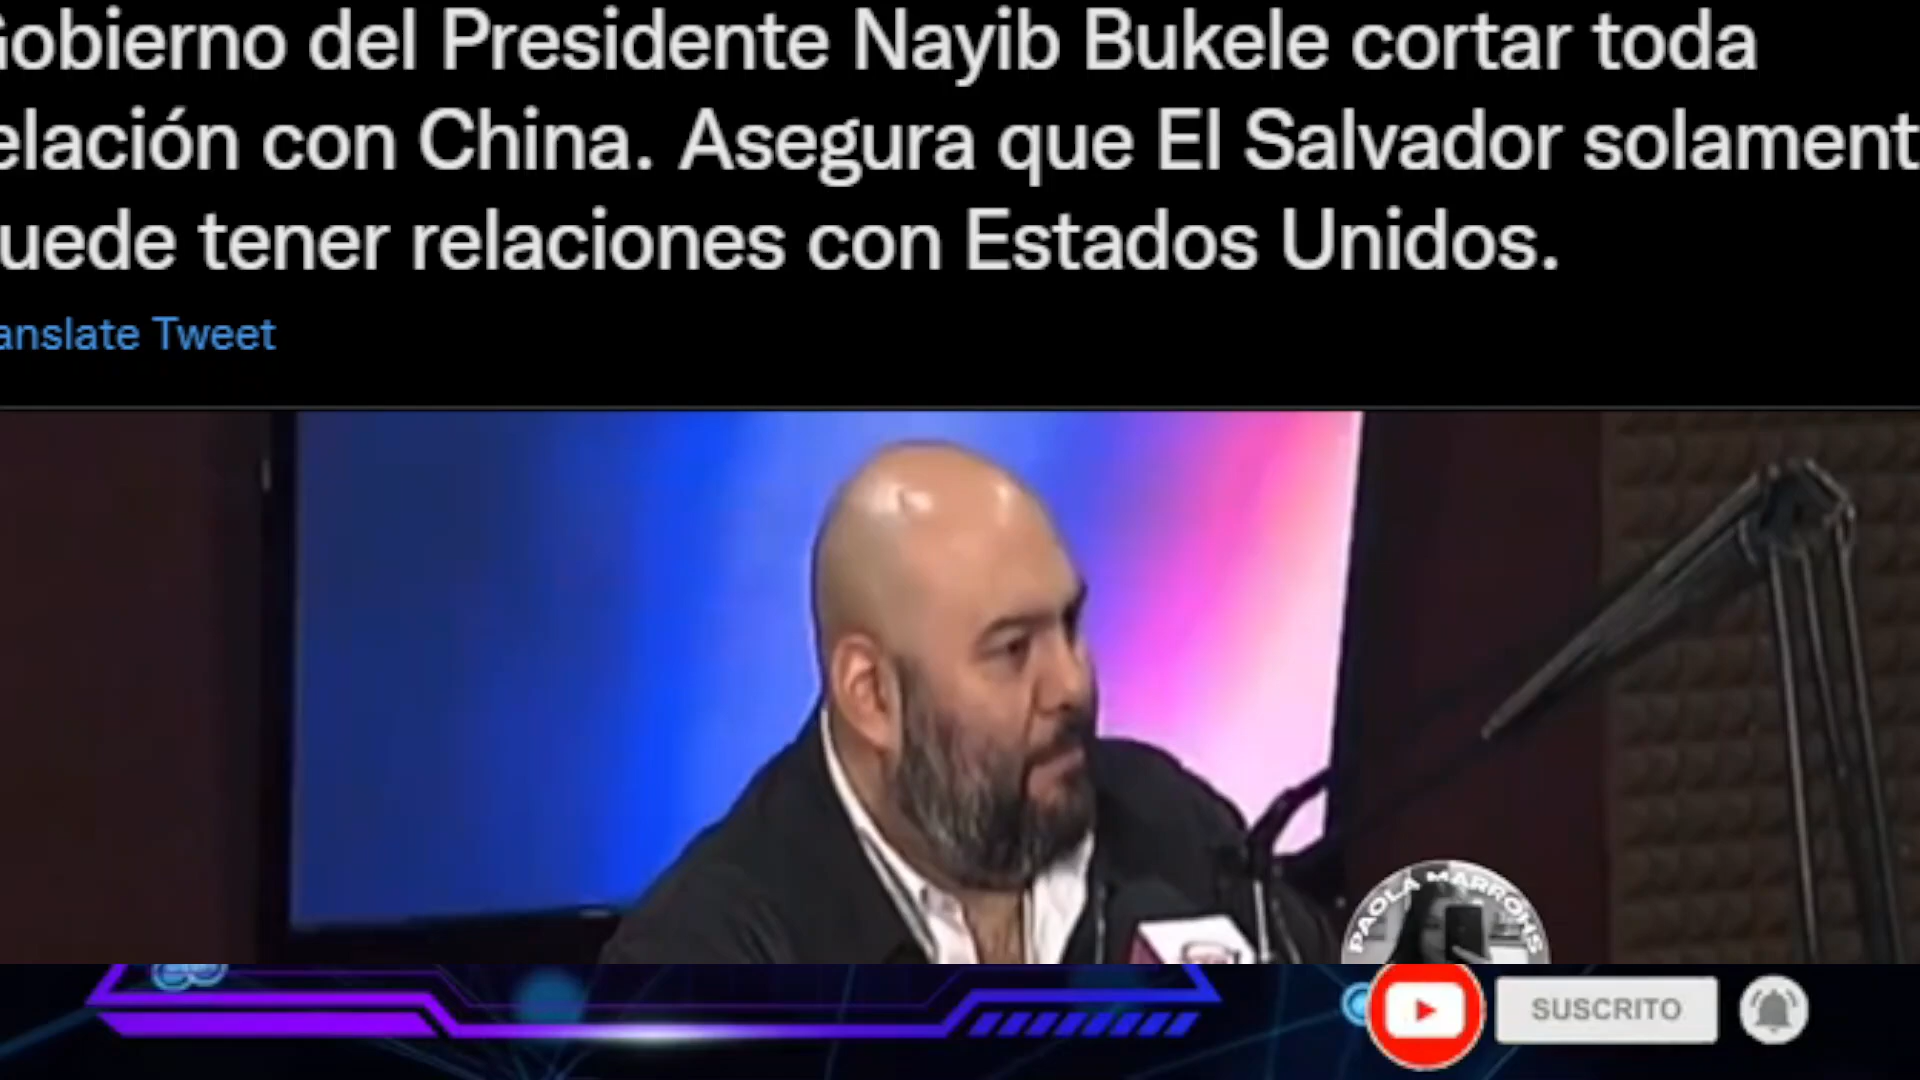 Gobierno del Presidente Nayib Bukele cortar toda
elación con China. Asegura que El Salvador solament
uede tener relaciones con Estados Unidos.
anslate Tweet
PAOLA MARROHS
SUSCRITO